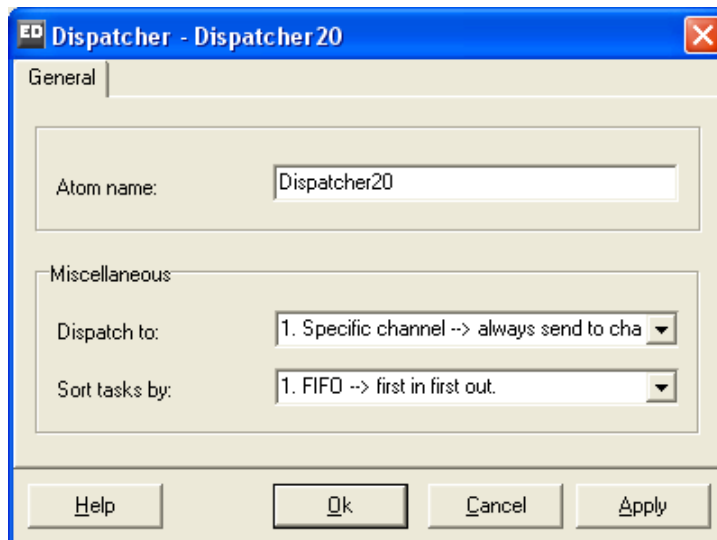 ED Dispatcher - Dispatcher20
General
Atom name: Dispatcher20
Miscellaneous
Dispatch to: 1. Specific channel --> always send to cha
Sort tasks by: 1. FIFO --> first in first out.
Help Ok Cancel Apply